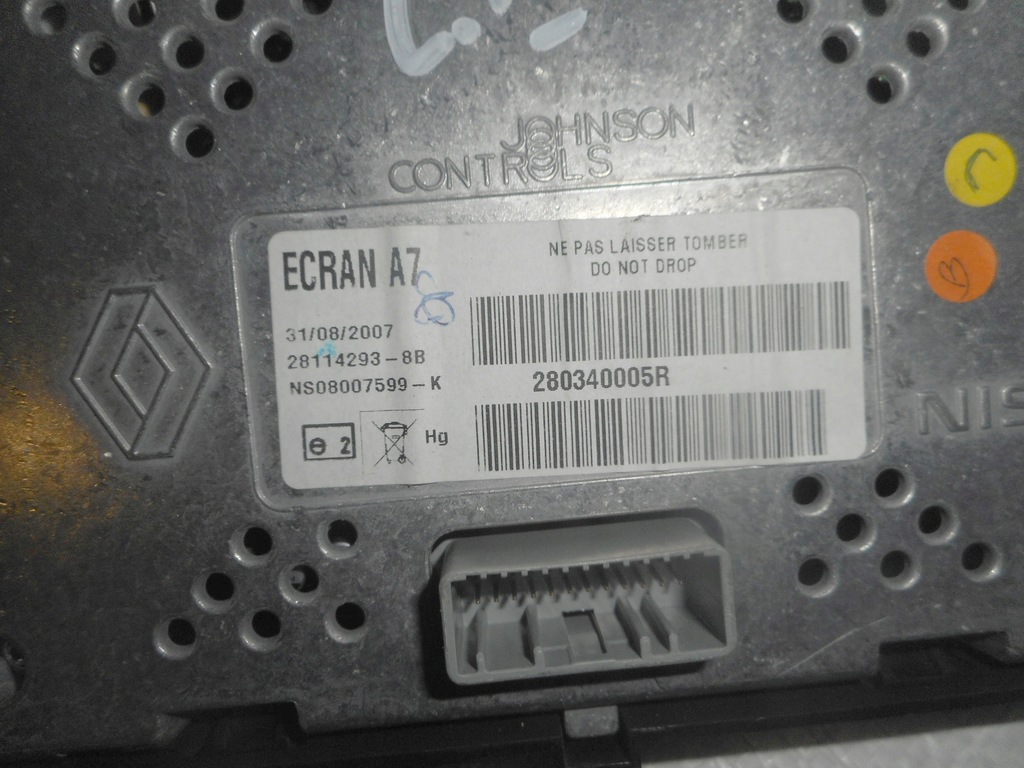 JOHNSON
CONTROLS
ECRAN A7
NE PAS LAISSER TOMBER
DO NOT DROP
31/08/2007
28114293-8B
NS08007599-K
280340005R
2
Hg
NIS
C
B